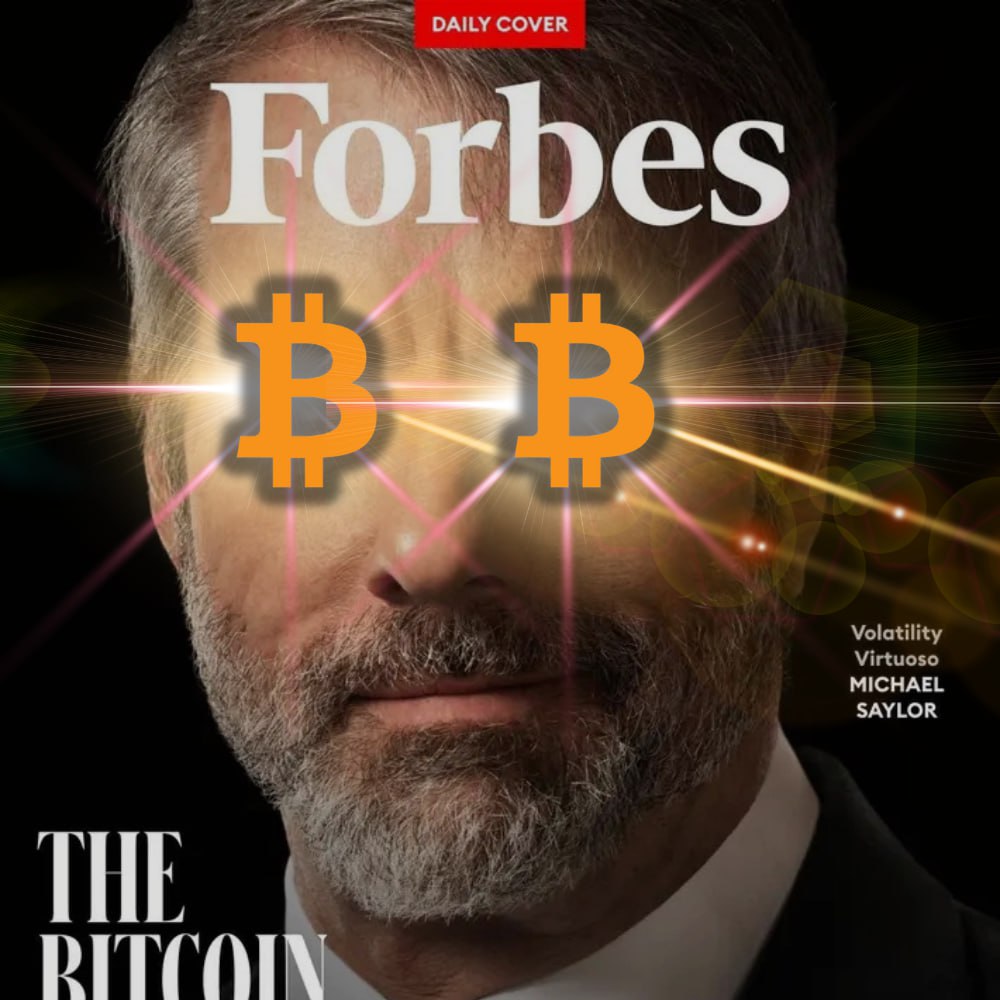 DAILY COVER
Forbes
Volatility
Virtuoso
MICHAEL
SAYLOR
THE
BITCOIN